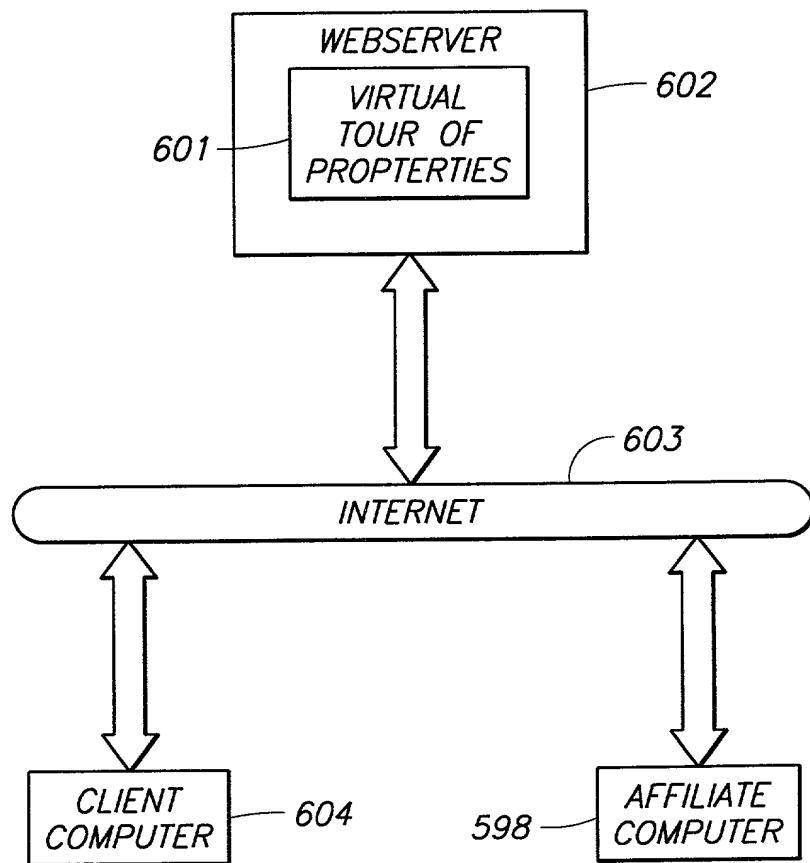 WEBSERVER
602
VIRTUAL
TOUR OF
PROPTERTIES
601
603
INTERNET
CLIENT
COMPUTER
604
598
AFFILIATE
COMPUTER